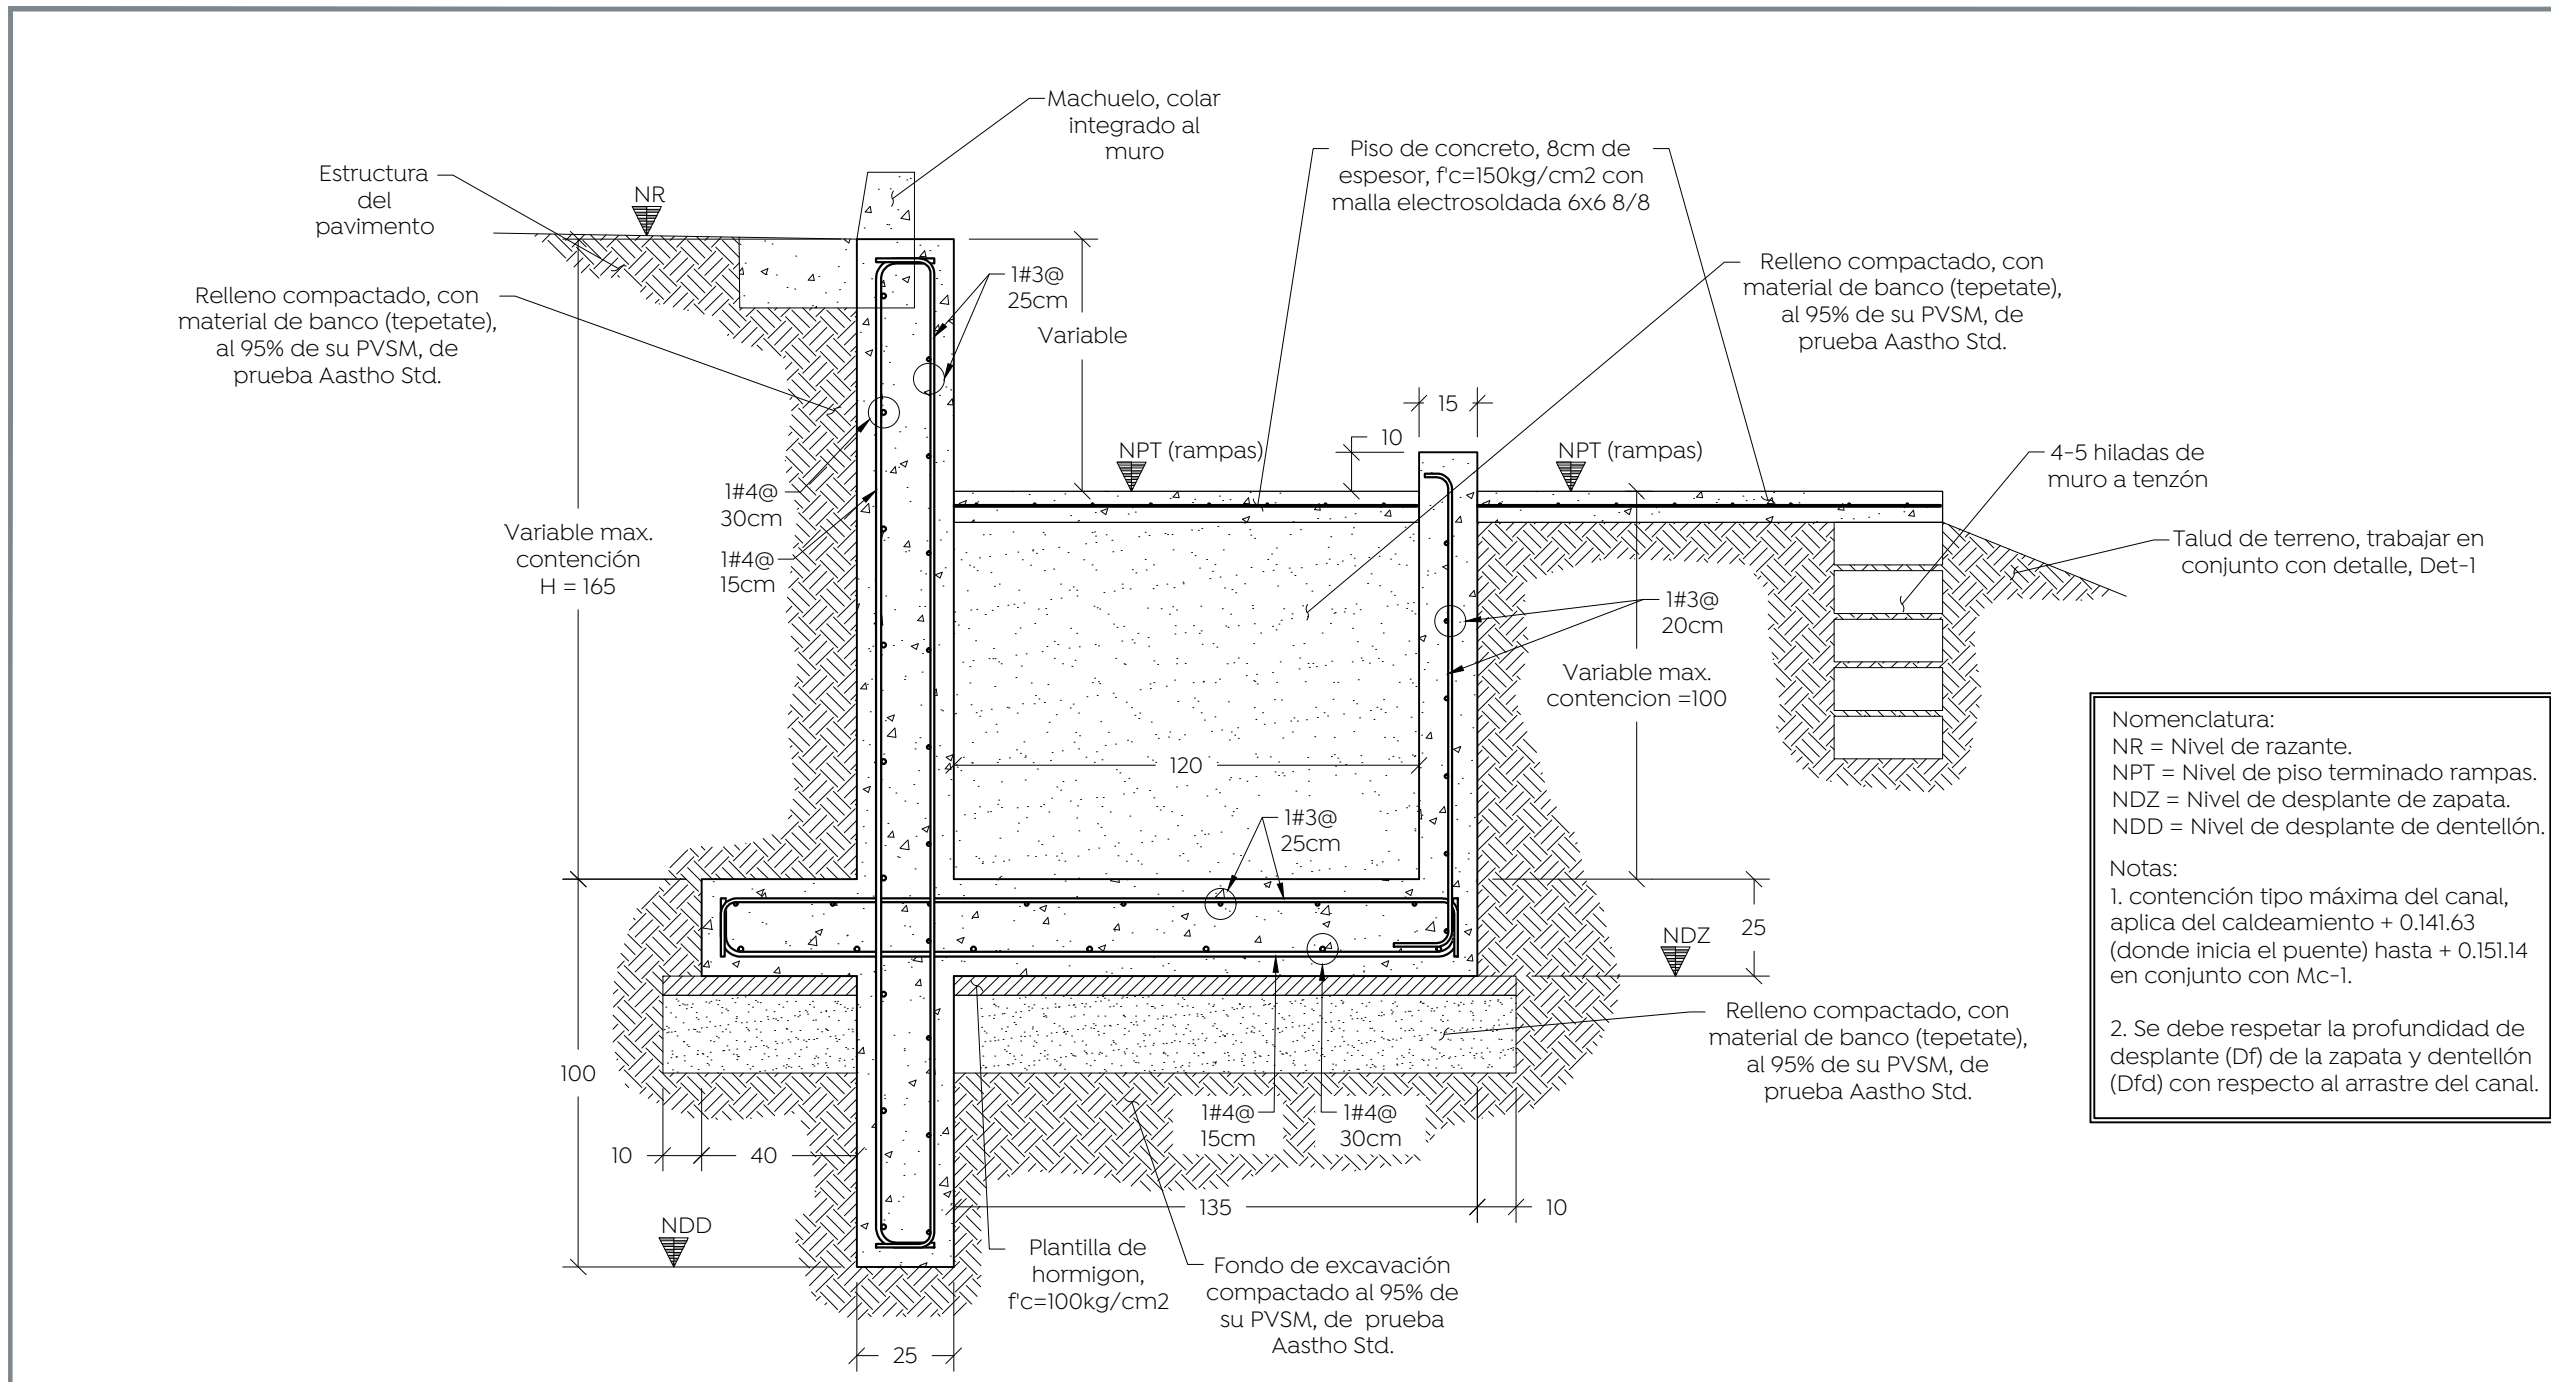 Machuelo, colar
integrado al
muro
Estructura
del
pavimento
NR
Piso de concreto, 8cm de
espesor, f'c=150kg/cm2 con
malla electrosoldada 6x6 8/8
Relleno compactado, con
material de banco (tepetate),
al 95% de su PVSM, de
prueba Aastho Std.
1#3@
25cm
Variable
Relleno compactado, con
material de banco (tepetate),
al 95% de su PVSM, de
prueba Aastho Std.
15
10
NPT (rampas)
NPT (rampas)
4-5 hiladas de
muro a tenzón
1#4@
30cm
1#4@
15cm
Variable max.
contención
H = 165
Talud de terreno, trabajar en
conjunto con detalle, Det-1
1#3@
20cm
Variable max.
contencion =100
120
1#3@
25cm
Nomenclatura:
NR = Nivel de razante.
NPT = Nivel de piso terminado rampas.
NDZ = Nivel de desplante de zapata.
NDD = Nivel de desplante de dentellón.
Notas:
1. contención tipo máxima del canal,
aplica del caldeamiento + 0.141.63
(donde inicia el puente) hasta + 0.151.14
en conjunto con Mc-1.
2. Se debe respetar la profundidad de
desplante (Df) de la zapata y dentellón
(Dfd) con respecto al arrastre del canal.
NDZ
25
Relleno compactado, con
material de banco (tepetate),
al 95% de su PVSM, de
prueba Aastho Std.
100
1#4@
15cm
1#4@
30cm
10
40
135
10
NDD
Plantilla de
hormigon,
f'c=100kg/cm2
Fondo de excavación
compactado al 95% de
su PVSM, de prueba
Aastho Std.
25